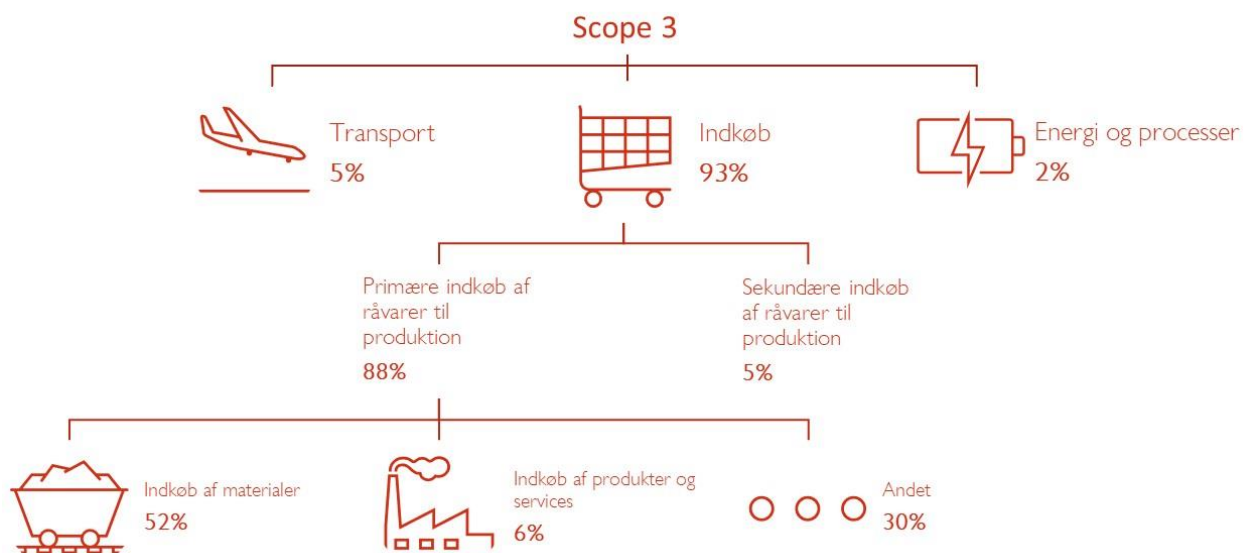 Scope 3
Transport
5%
Indkøb
93%
Energi og processer
2%
Primære indkøb af
råvarer til
produktion
88%
Sekundære indkøb
af råvarer til
produktion
5%
Indkøb af materialer
52%
Indkøb af produkter og
services
6%
Andet
30%